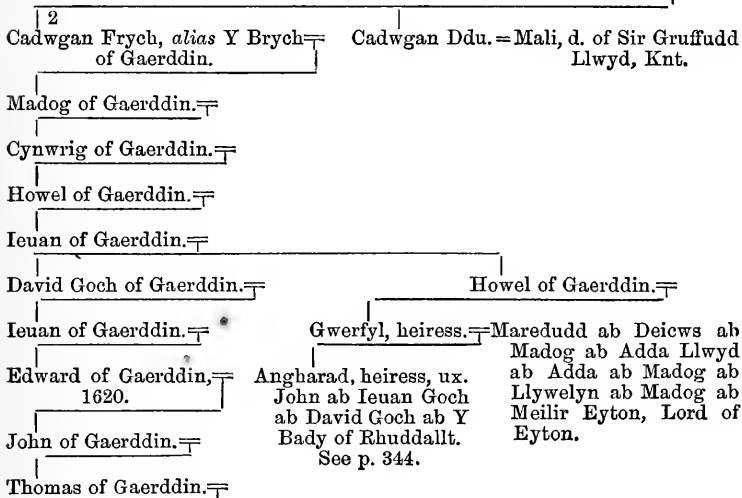 2
Cadwgan Frych, alias Y Brych
of Gaerddin.
Cadwgan Ddu. = Mali, d. of Sir Gruffudd
Llwyd, Knt.
Madog of Gaerddin.
Cynwrig of Gaerddin.
Howel of Gaerddin.
Ieuan of Gaerddin.
David Goch of Gaerddin.
Howel of Gaerddin.
Ieuan of Gaerddin.
Gwerfyl, heiress.
Maredudd ab Deicws ab
Madog ab Adda Llwyd
ab Adda ab Madog ab
Llywelyn ab Madog ab
Meilir Eyton, Lord of
Eyton.
Edward of Gaerddin,
1620.
Angharad, heiress, ux.
John ab Ieuan Goch
ab David Goch ab Y
Bady of Rhuddallt.
See p. 344.
John of Gaerddin.
Thomas of Gaerddin.